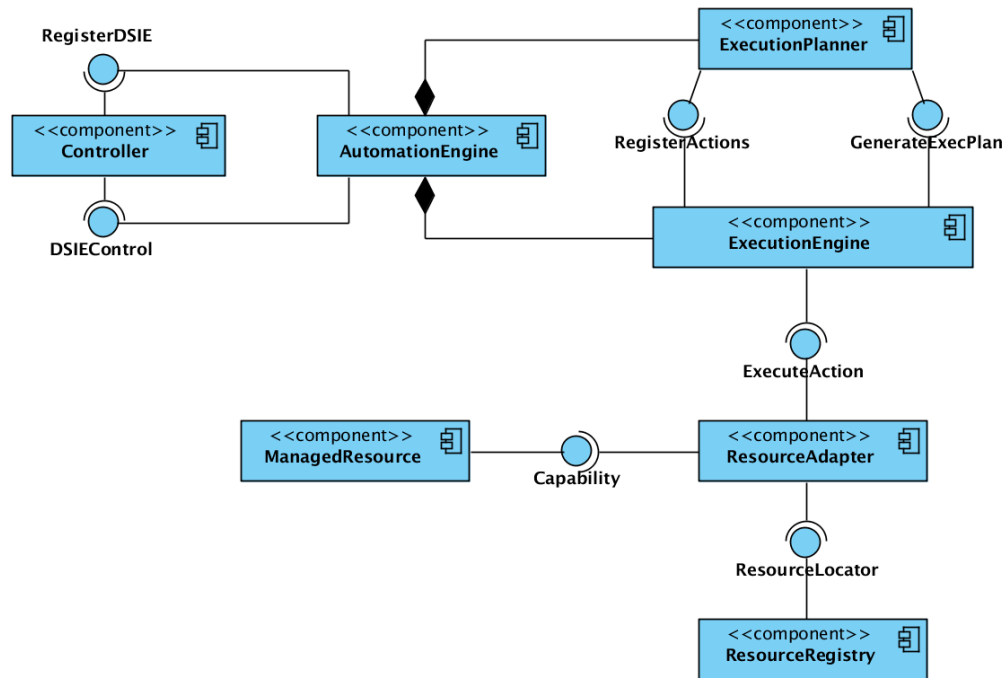 RegisterDSIE
<<component>>
ExecutionPlanner
<<component>>
Controller
<<component>>
AutomationEngine
RegisterActions
GenerateExecPlan
DSIEControl
<<component>>
ExecutionEngine
ExecuteAction
<<component>>
ManagedResource
Capability
<<component>>
ResourceAdapter
ResourceLocator
<<component>>
ResourceRegistry